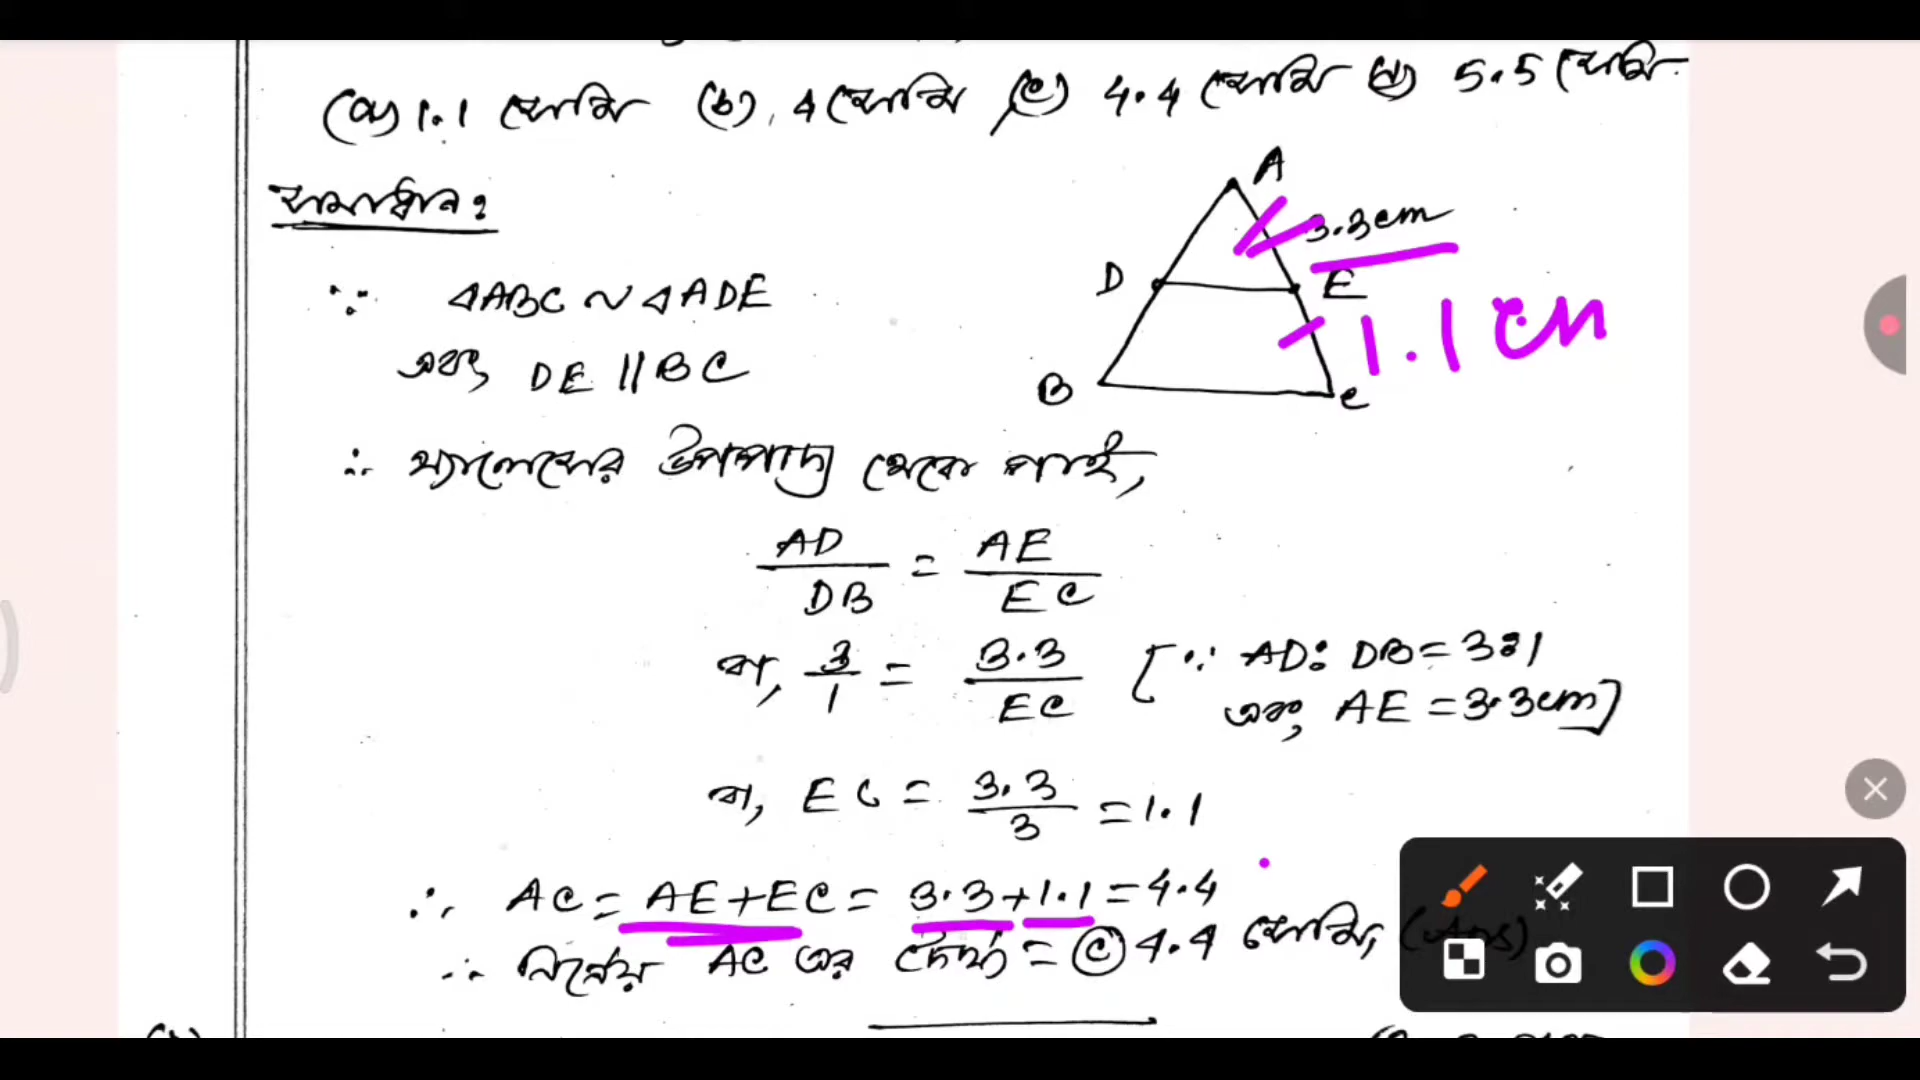 (a) 1.1 সেমি (b) 4 সেমি (c) 4.4 সেমি (d) 5.5 সেমি.
সমাধান:
A
3.3cm
D
E
1.1 cm
B
C
∵ △ABC ~ △ADE
এবং DE || BC
∴ থ্যালেসের উপপাদ্য থেকে পাই,
AD/DB = AE/EC
বা, 3/1 = 3.3/EC [∵ AD: DB = 3:1
এবং, AE = 3.3cm]
বা, EC = 3.3/3 = 1.1
∴ AC = AE+EC = 3.3+1.1 = 4.4
∴ নির্ণেয় AC এর দৈর্ঘ্য = (c) 4.4 সেমি, (Ans)